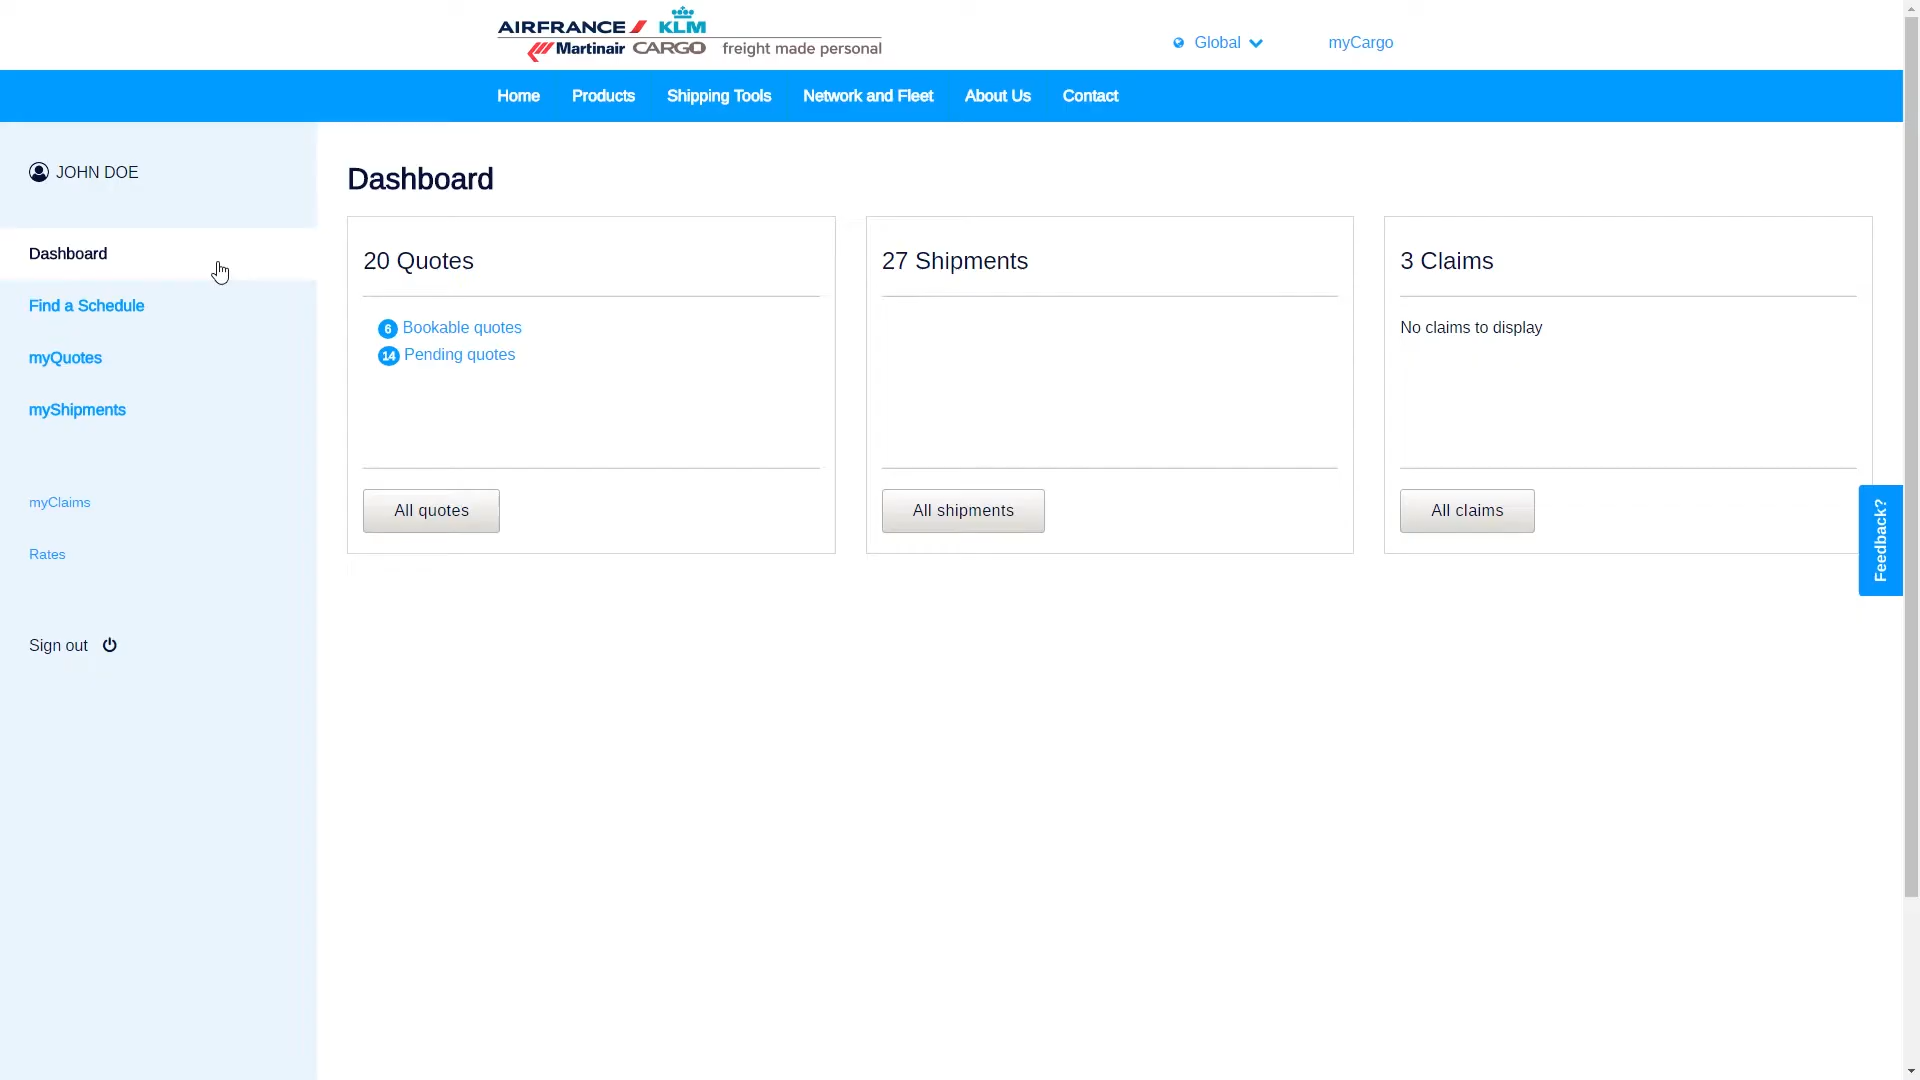 AIRFRANCE KLM
Martinair CARGO freight made personal
Global
myCargo
Home
Products
Shipping Tools
Network and Fleet
About Us
Contact
JOHN DOE
Dashboard
Find a Schedule
myQuotes
myShipments
myClaims
Rates
Sign out
Dashboard
20 Quotes
6 Bookable quotes
14 Pending quotes
All quotes
27 Shipments
All shipments
3 Claims
No claims to display
All claims
Feedback?